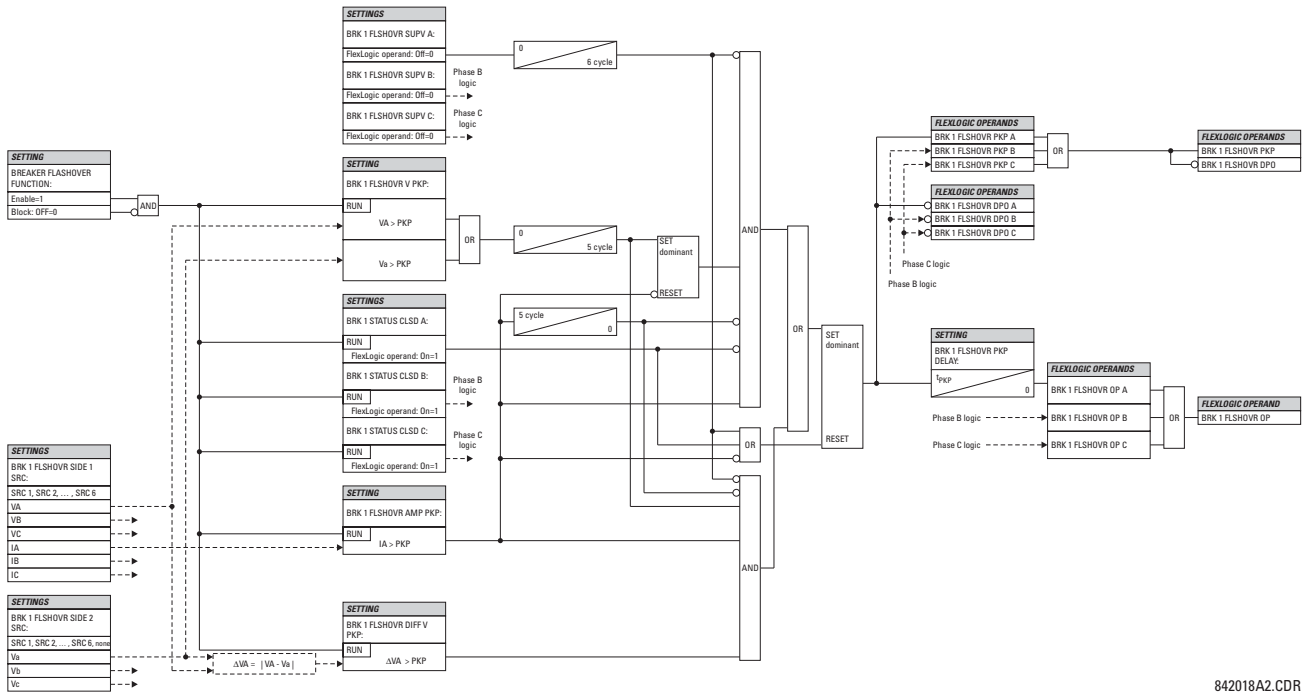 SETTINGS
BRK 1 FLSHOVR SUPV A:
FlexLogic operand: Off=0
BRK 1 FLSHOVR SUPV B:
FlexLogic operand: Off=0
BRK 1 FLSHOVR SUPV C:
FlexLogic operand: Off=0
Phase B
logic
Phase C
logic
0
6 cycle
SETTING
BREAKER FLASHOVER
FUNCTION:
Enable=1
Block: OFF=0
AND
SETTING
BRK 1 FLSHOVR V PKP:
RUN
VA > PKP
Va > PKP
OR
0
5 cycle
SET
dominant
RESET
SETTINGS
BRK 1 STATUS CLSD A:
RUN
FlexLogic operand: On=1
BRK 1 STATUS CLSD B:
RUN
FlexLogic operand: On=1
BRK 1 STATUS CLSD C:
RUN
FlexLogic operand: On=1
Phase B
logic
Phase C
logic
5 cycle
0
SETTINGS
BRK 1 FLSHOVR SIDE 1
SRC:
SRC 1, SRC 2, ... , SRC 6
VA
VB
VC
IA
IB
IC
SETTING
BRK 1 FLSHOVR AMP PKP:
RUN
IA > PKP
SETTINGS
BRK 1 FLSHOVR SIDE 2
SRC:
SRC 1, SRC 2, ... , SRC 6, none
Va
Vb
Vc
ΔVA = | VA - Va |
SETTING
BRK 1 FLSHOVR DIFF V
PKP:
RUN
ΔVA > PKP
AND
OR
AND
OR
SET
dominant
RESET
FLEXLOGIC OPERANDS
BRK 1 FLSHOVR PKP A
BRK 1 FLSHOVR PKP B
BRK 1 FLSHOVR PKP C
OR
FLEXLOGIC OPERANDS
BRK 1 FLSHOVR PKP
BRK 1 FLSHOVR DPO
FLEXLOGIC OPERANDS
BRK 1 FLSHOVR DPO A
BRK 1 FLSHOVR DPO B
BRK 1 FLSHOVR DPO C
Phase C logic
Phase B logic
SETTING
BRK 1 FLSHOVR PKP
DELAY:
tPKP
0
FLEXLOGIC OPERANDS
BRK 1 FLSHOVR OP A
BRK 1 FLSHOVR OP B
BRK 1 FLSHOVR OP C
Phase B logic
Phase C logic
OR
FLEXLOGIC OPERAND
BRK 1 FLSHOVR OP
842018A2.CDR